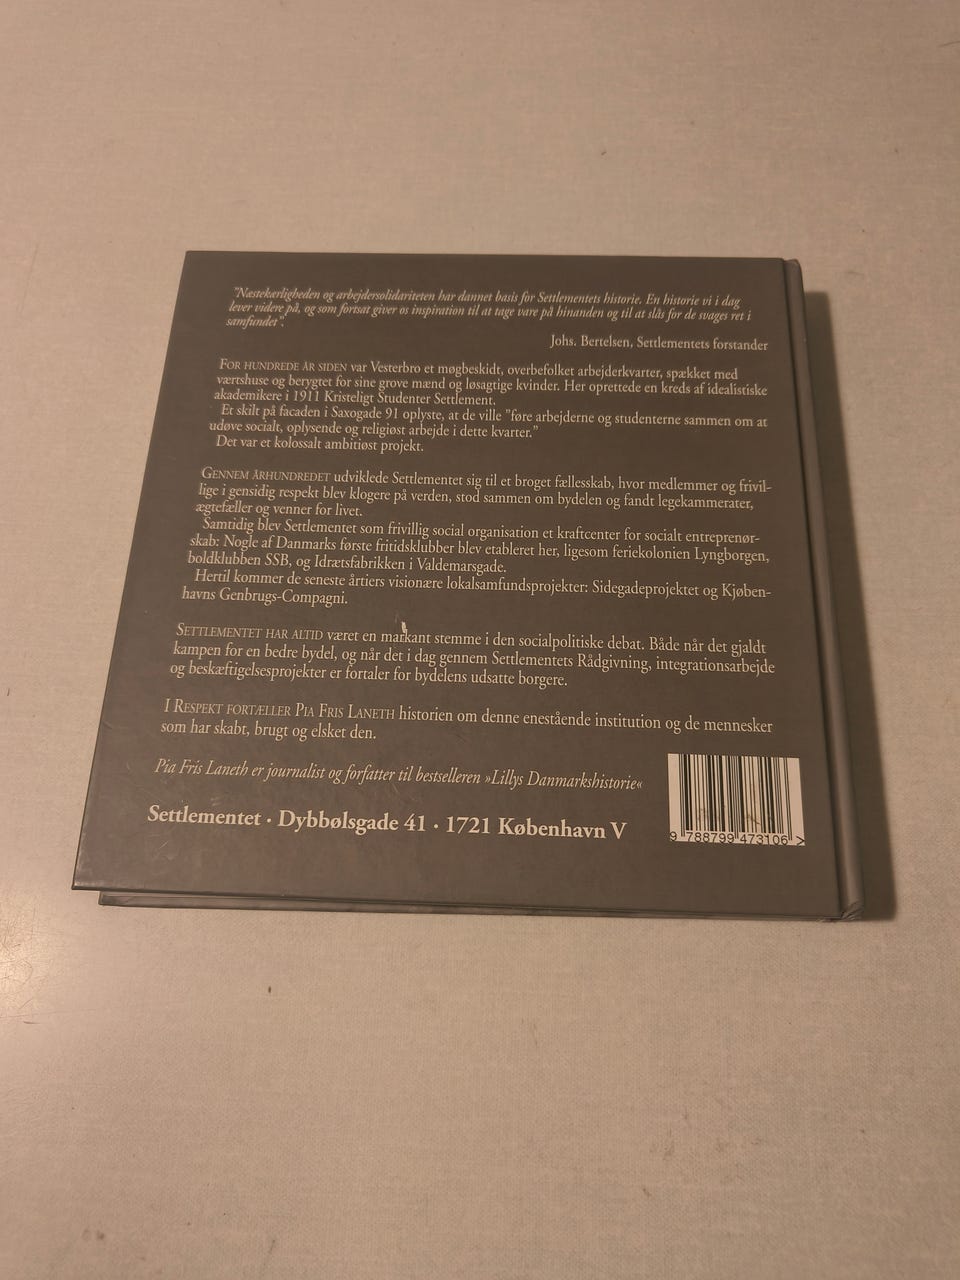 "Næstekærligheden og arbejdersolidariteten har dannet basis for Settlementets historie. En historie vi i dag
lever videre på, og som fortsat giver os inspiration til at tage vare på hinanden og til at slås for de svages ret i
samfundet".
Johs. Bertelsen, Settlementets forstander
FOR HUNDREDE ÅR SIDEN var Vesterbro et møgbeskidt, overbefolket arbejderkvarter, spækket med
værtshuse og berygtet for sine grove mænd og løsagtige kvinder. Her oprettede en kreds af idealistiske
akademikere i 1911 Kristeligt Studenter Settlement.
Et skilt på facaden i Saxogade 91 oplyste, at de ville "føre arbejderne og studenterne sammen om at
udøve socialt, oplysende og religiøst arbejde i dette kvarter."
Det var et kolossalt ambitiøst projekt.
GENNEM ÅRHUNDREDET udviklede Settlementet sig til et broget fællesskab, hvor medlemmer og frivil-
lige i gensidig respekt blev klogere på verden, stod sammen om bydelen og fandt legekammerater,
ægtefæller og venner for livet.
Samtidig blev Settlementet som frivillig social organisation et kraftcenter for socialt entreprenør-
skab: Nogle af Danmarks første fritidsklubber blev etableret her, ligesom feriekolonien Lyngborgen,
boldklubben SSB, og Idrætsfabrikken i Valdemarsgade.
Hertil kommer de seneste årtiers visionære lokalsamfundsprojekter: Sidegadeprojektet og Kjøben-
havns Genbrugs-Compagni.
SETTLEMENTET HAR ALTID været en markant stemme i den socialpolitiske debat. Både når det gjaldt
kampen for en bedre bydel, og når det i dag gennem Settlementets Rådgivning, integrationsarbejde
og beskæftigelsesprojekter er fortaler for bydelens udsatte borgere.
I RESPEKT FORTÆLLER PIA FRIS LANETH historien om denne enestående institution og de mennesker
som har skabt, brugt og elsket den.
Pia Fris Laneth er journalist og forfatter til bestselleren »Lillys Danmarkshistorie«
Settlementet · Dybbølsgade 41 · 1721 København V
9 788799 473106 >